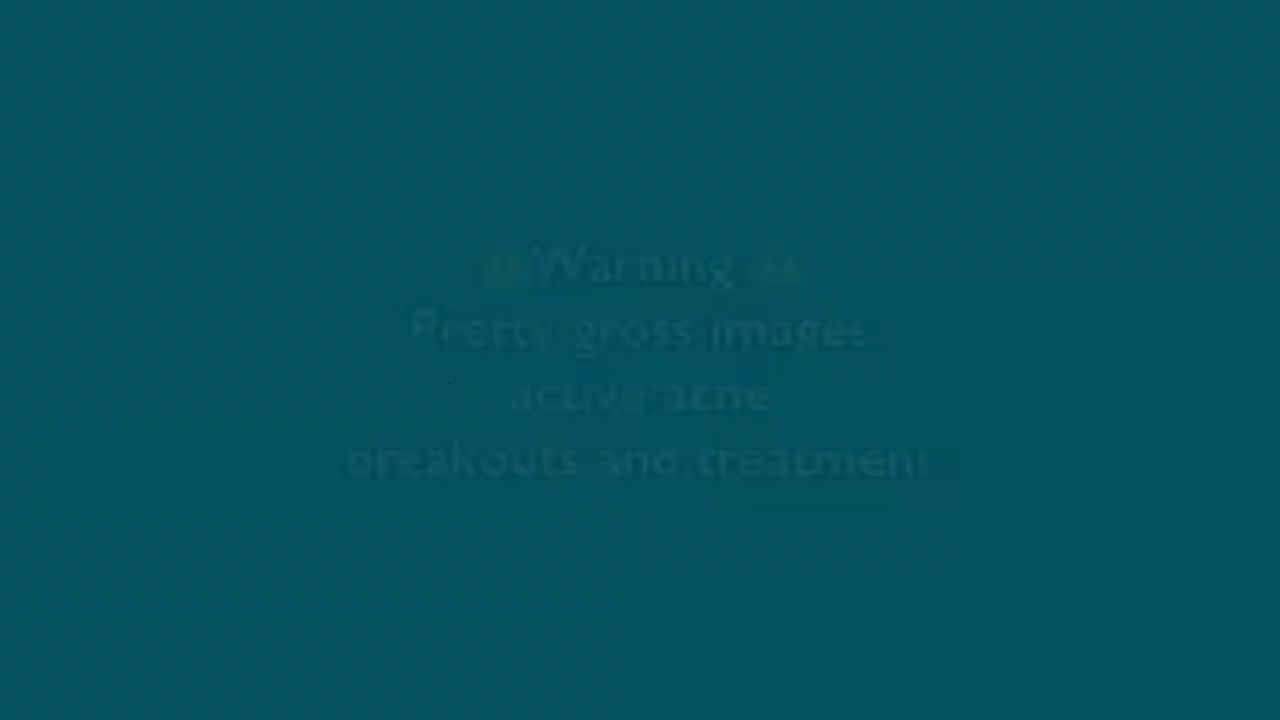 ⚠Warning ⚠
Pretty gross images
active acne
breakouts and treatment